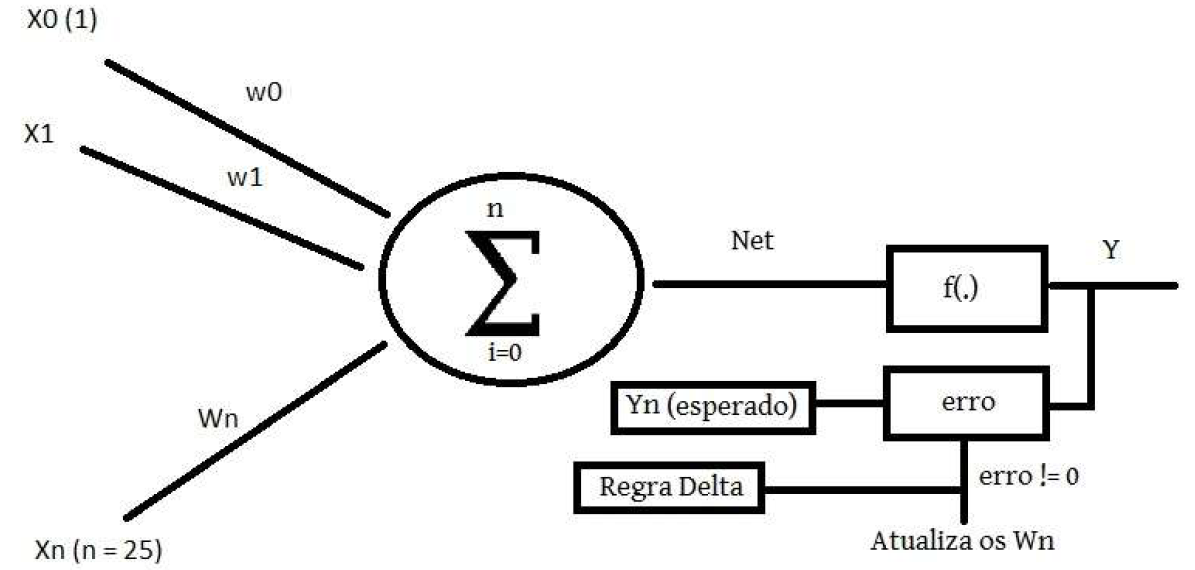 X0 (1)
w0
X1
w1
n
Σ
i=0
Net
f(.)
Y
Wn
Yn (esperado)
erro
Regra Delta
erro != 0
Atualiza os Wn
Xn (n = 25)